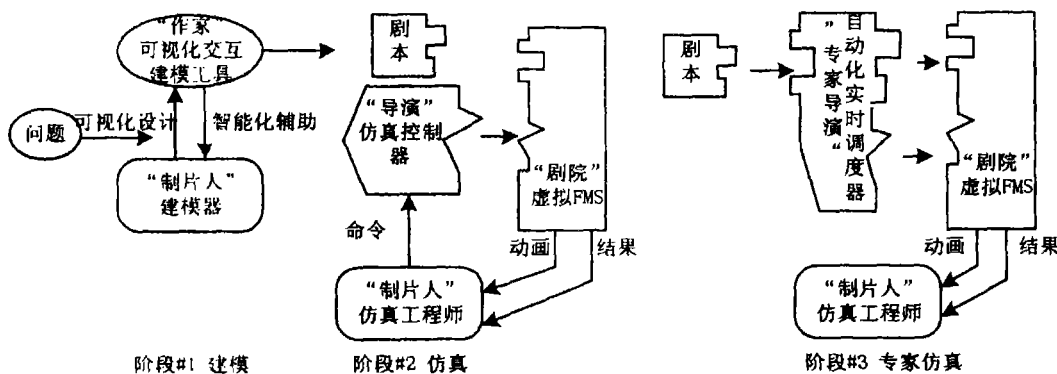 “作家
可视化交互
建模工具
问题
可视化设计
智能化辅助
“制片人”
建模器
阶段#1 建模
剧
本
“导演”
仿真控制
器
“剧院”
虚拟FMS
命令
动画
结果
“制片人”
仿真工程师
阶段#2 仿真
剧
本
“专家导演“
自动化实时调度器
“剧院”
虚拟FMS
动画
结果
“制片人”
仿真工程师
阶段#3 专家仿真